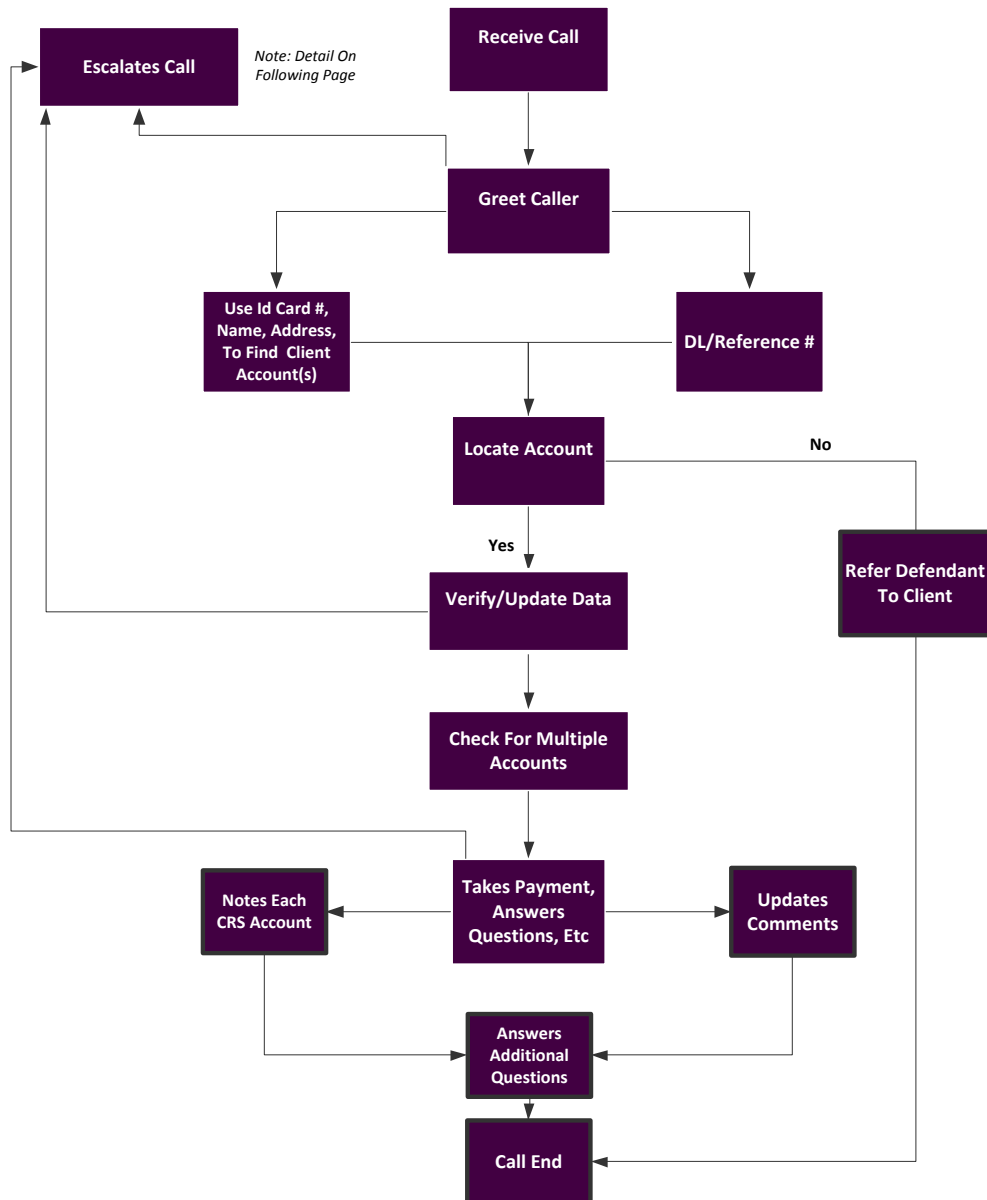 Receive Call
Escalates Call
Note: Detail On
Following Page
Greet Caller
Use Id Card #,
Name, Address,
To Find Client
Account(s)
DL/Reference #
Locate Account
No
Yes
Refer Defendant
To Client
Verify/Update Data
Check For Multiple
Accounts
Notes Each
CRS Account
Takes Payment,
Answers
Questions, Etc
Updates
Comments
Answers
Additional
Questions
Call End